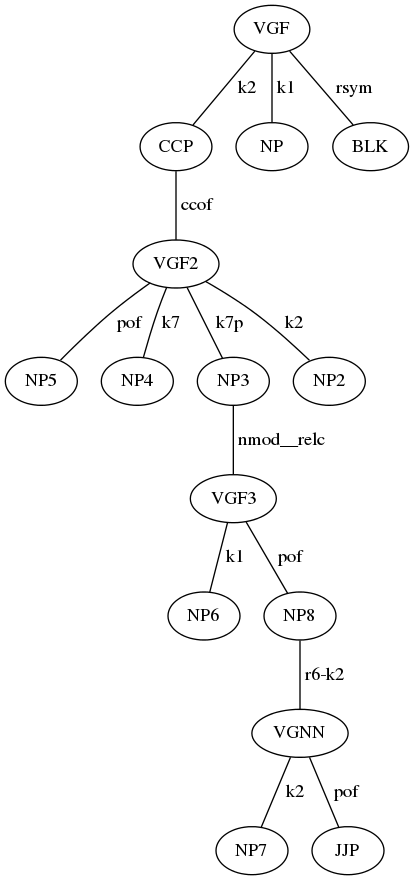 VGF
k2 k1 rsym
CCP NP BLK
ccof
VGF2
pof k7 k7p k2
NP5 NP4 NP3 NP2
nmod__relc
VGF3
k1 pof
NP6 NP8
r6-k2
VGNN
k2 pof
NP7 JJP